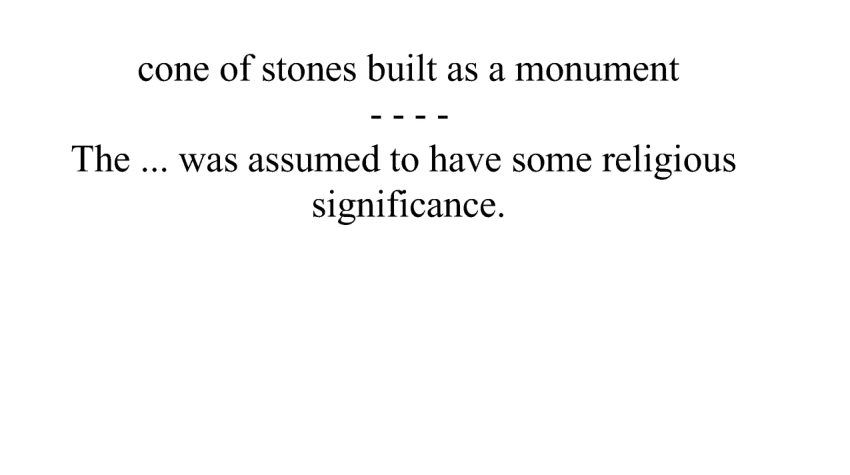 cone of stones built as a monument
- - - -
The ... was assumed to have some religious
significance.